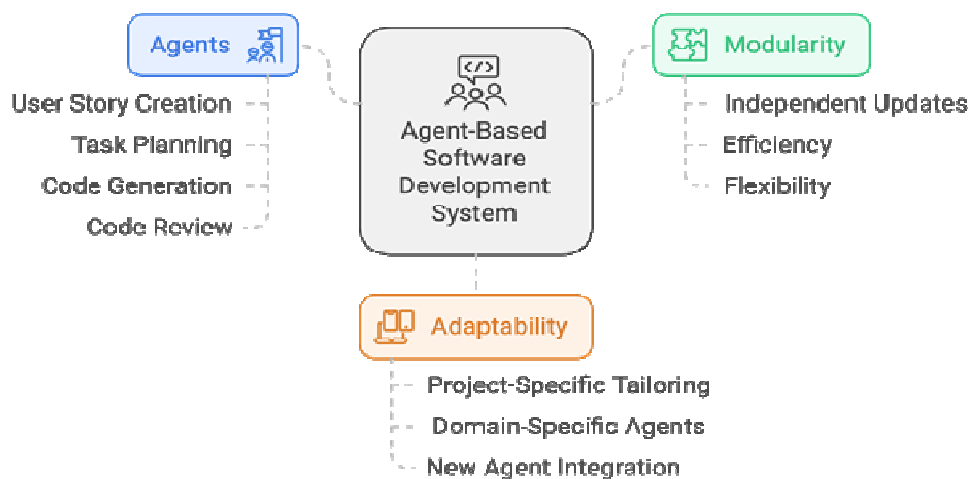 Agents
User Story Creation
Task Planning
Code Generation
Code Review
</>
Agent-Based
Software
Development
System
Modularity
Independent Updates
Efficiency
Flexibility
Adaptability
Project-Specific Tailoring
Domain-Specific Agents
New Agent Integration